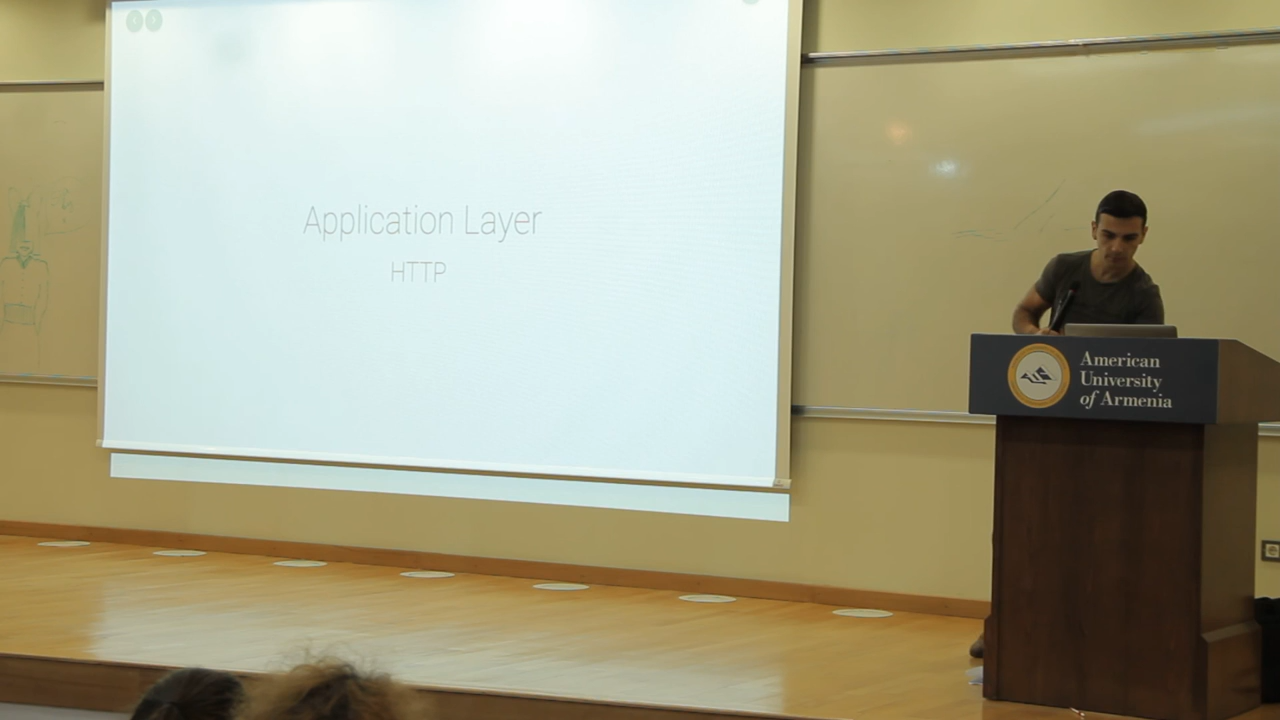 Application Layer
HTTP
American
University
of Armenia